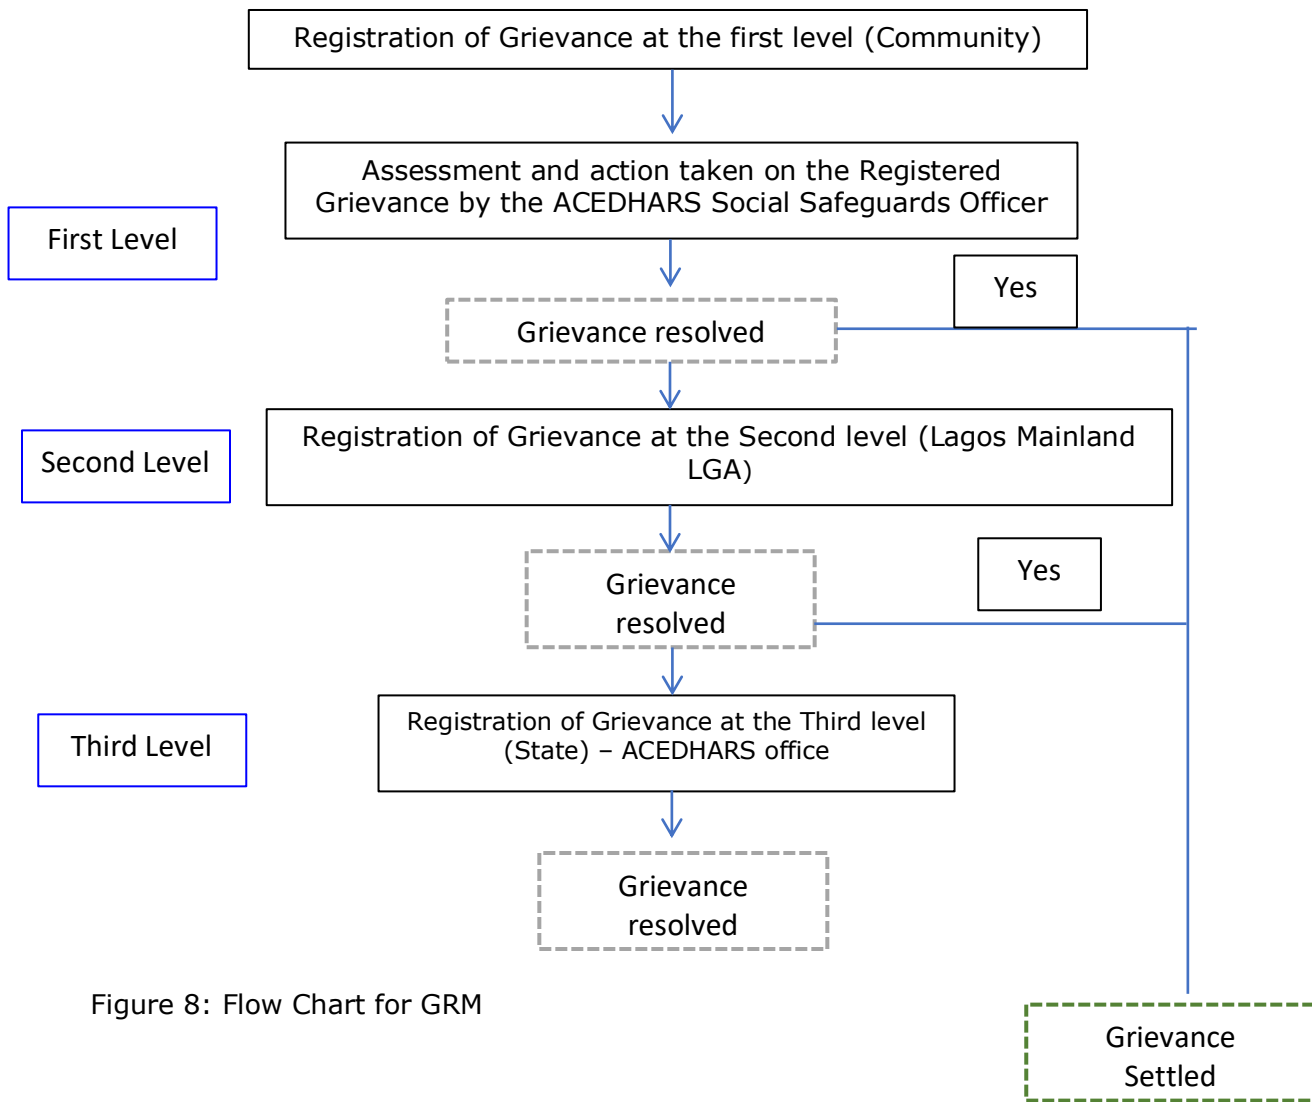 Registration of Grievance at the first level (Community)
Assessment and action taken on the Registered
Grievance by the ACEDHARS Social Safeguards Officer
First Level
Yes
Grievance resolved
Registration of Grievance at the Second level (Lagos Mainland
LGA)
Second Level
Yes
Grievance
resolved
Registration of Grievance at the Third level
(State) – ACEDHARS office
Third Level
Grievance
resolved
Figure 8: Flow Chart for GRM
Grievance
Settled